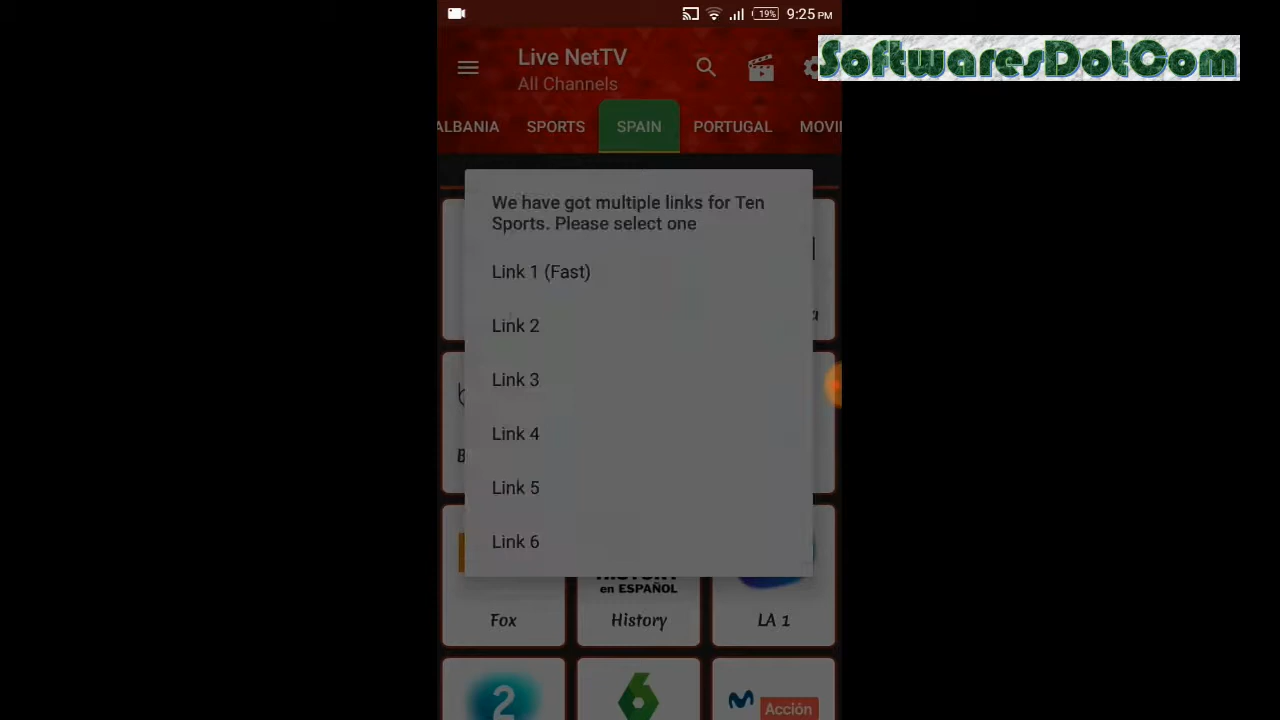 19%
9:25 PM
SoftwaresDotCom
Live NetTV
All Channels
ALBANIA SPORTS SPAIN PORTUGAL MOVI
We have got multiple links for Ten
Sports. Please select one
Link 1 (Fast)
Link 2
Link 3
Link 4
Link 5
Link 6
en ESPAÑOL
Fox History LA 1
2
Acción